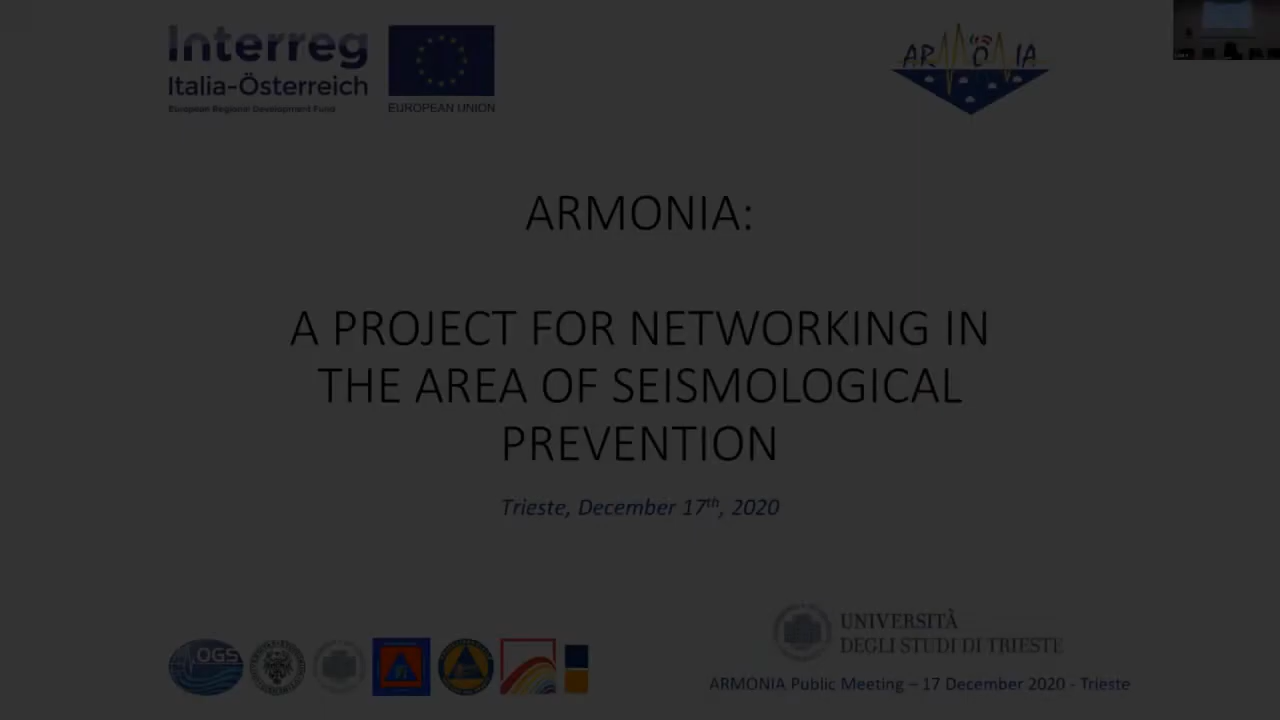 Interreg
Italia-Österreich
European Regional Development Fund
EUROPEAN UNION
ARMONIA
ARMONIA:
A PROJECT FOR NETWORKING IN
THE AREA OF SEISMOLOGICAL
PREVENTION
Trieste, December 17th, 2020
OGS
UNIVERSITÀ
DEGLI STUDI DI TRIESTE
ARMONIA Public Meeting – 17 December 2020 - Trieste